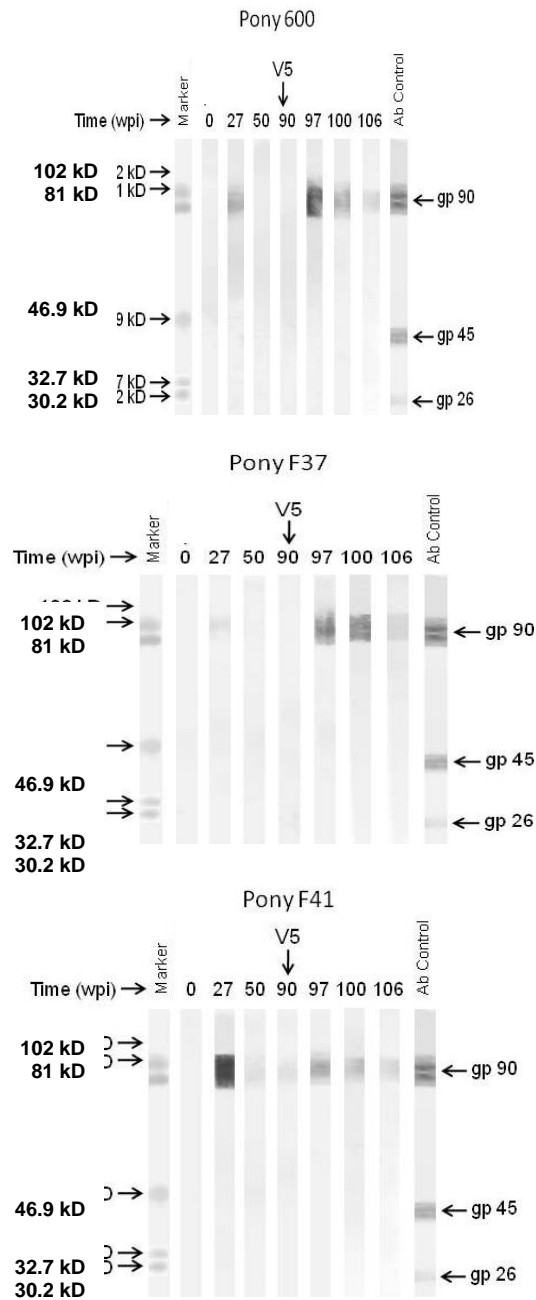 Pony 600
V5
Marker
Ab Control
Time (wpi) → 0 27 50 90 97 100 106
102 kD 2 kD →
81 kD 1 kD →
← gp 90
46.9 kD 9 kD →
← gp 45
32.7 kD 7 kD →
30.2 kD 2 kD →
← gp 26
Pony F37
V5
Marker
Ab Control
Time (wpi) → 0 27 50 90 97 100 106
102 kD
81 kD
← gp 90
46.9 kD
← gp 45
32.7 kD
30.2 kD
← gp 26
Pony F41
V5
Marker
Ab Control
Time (wpi) → 0 27 50 90 97 100 106
102 kD D →
81 kD D →
← gp 90
46.9 kD D →
← gp 45
32.7 kD D →
30.2 kD D →
← gp 26